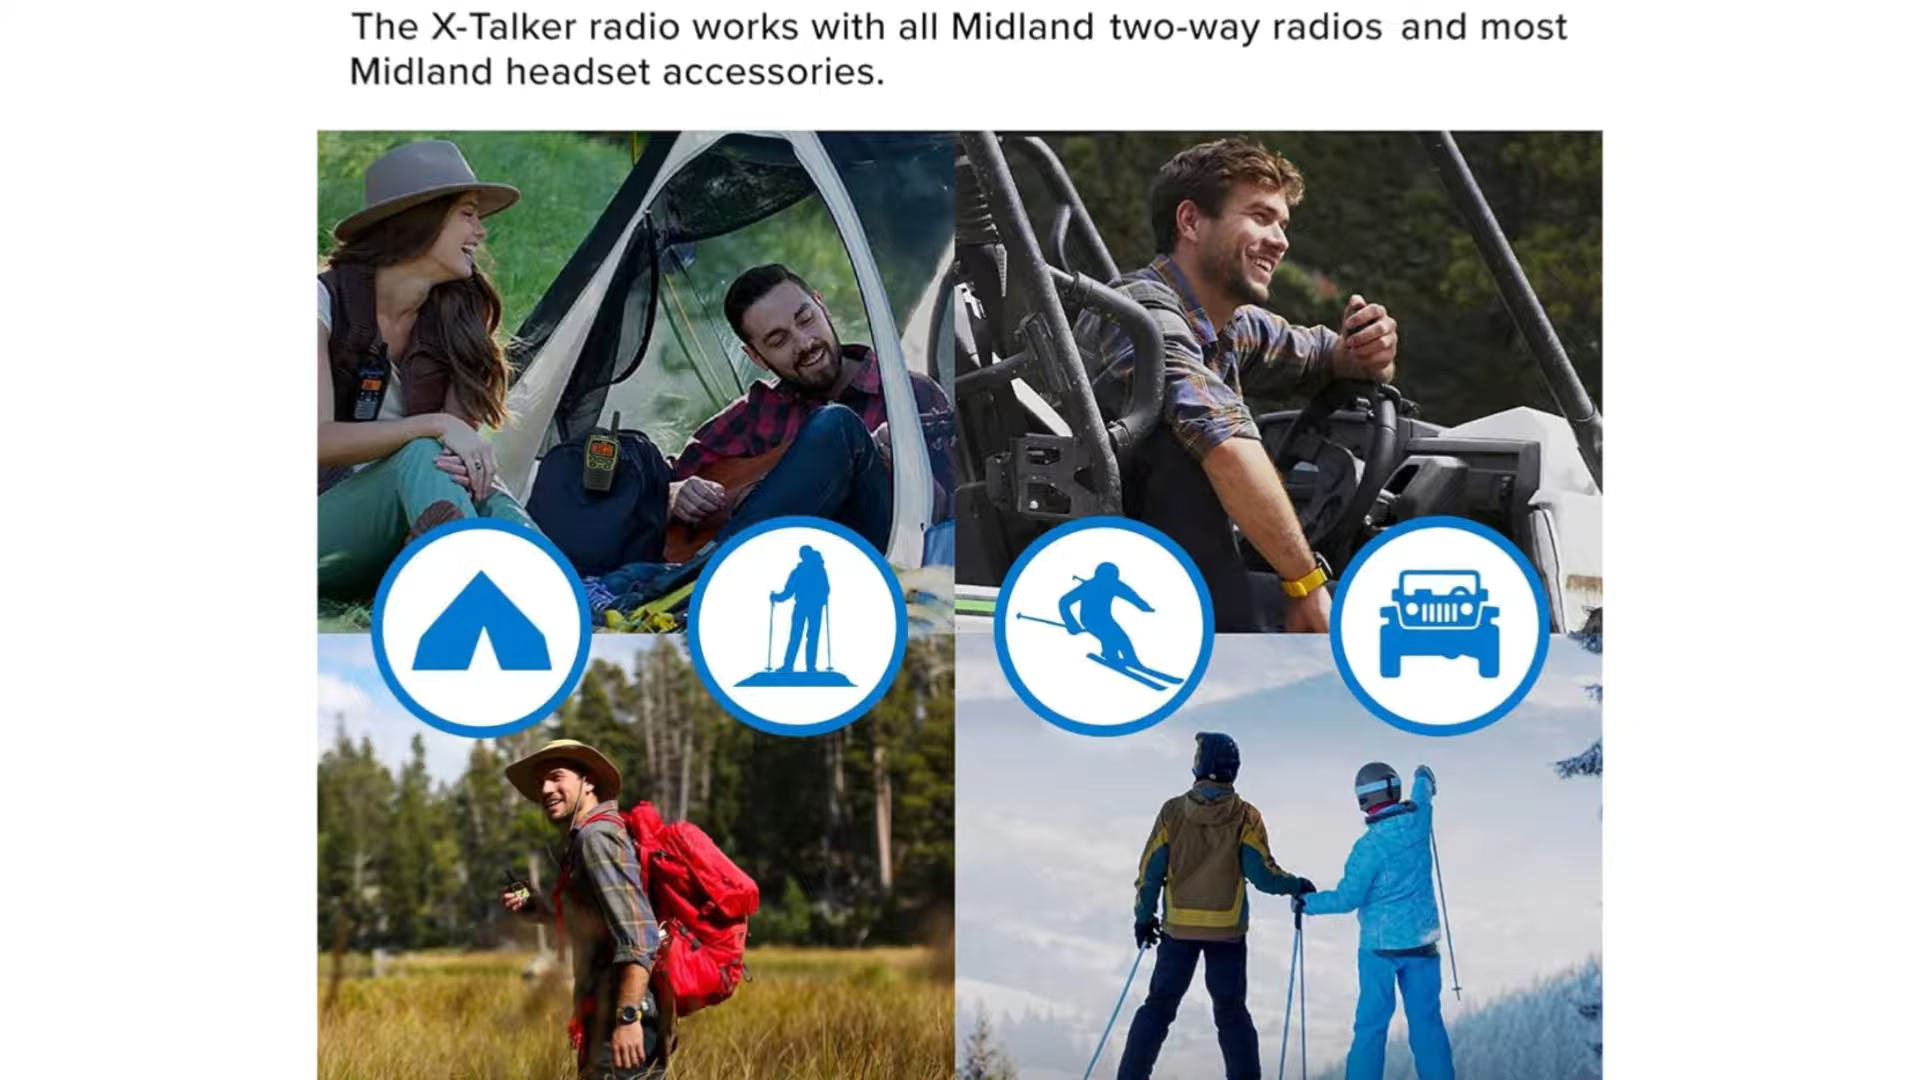 The X-Talker radio works with all Midland two-way radios and most
Midland headset accessories.